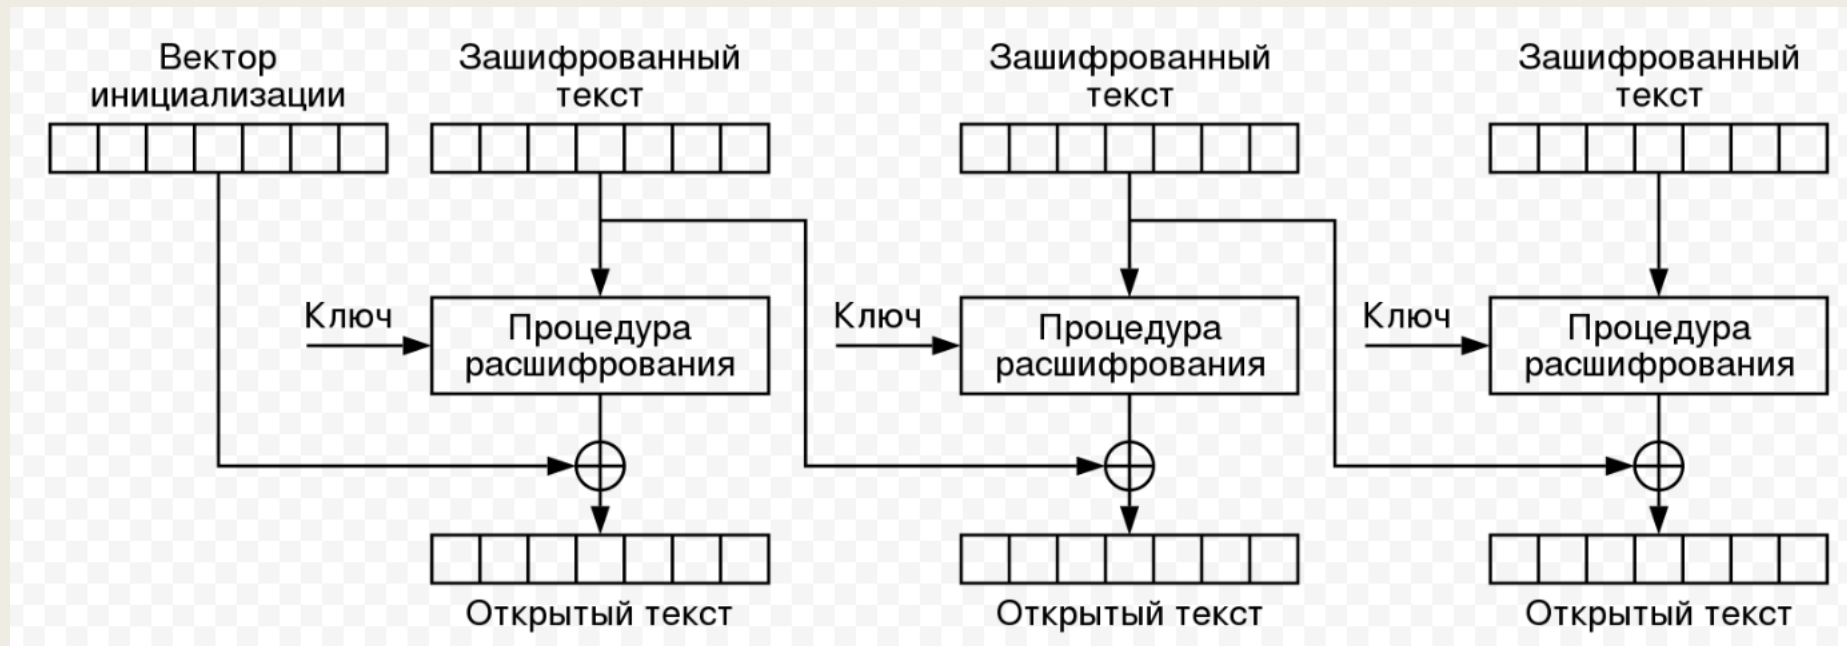 Вектор
инициализации
Зашифрованный
текст
Зашифрованный
текст
Зашифрованный
текст
Ключ
Процедура
расшифрования
Ключ
Процедура
расшифрования
Ключ
Процедура
расшифрования
Открытый текст
Открытый текст
Открытый текст